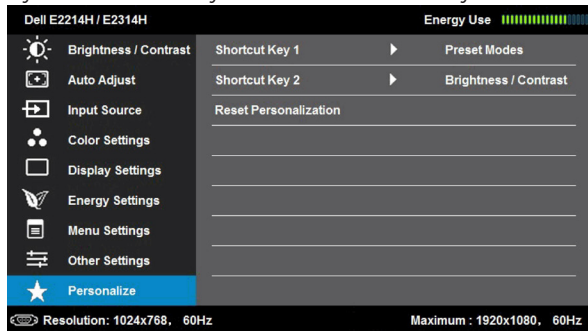 Dell E2214H / E2314H
Energy Use
Brightness / Contrast
Auto Adjust
Input Source
Color Settings
Display Settings
Energy Settings
Menu Settings
Other Settings
Personalize
Shortcut Key 1
Preset Modes
Shortcut Key 2
Brightness / Contrast
Reset Personalization
Resolution: 1024x768, 60Hz
Maximum : 1920x1080, 60Hz